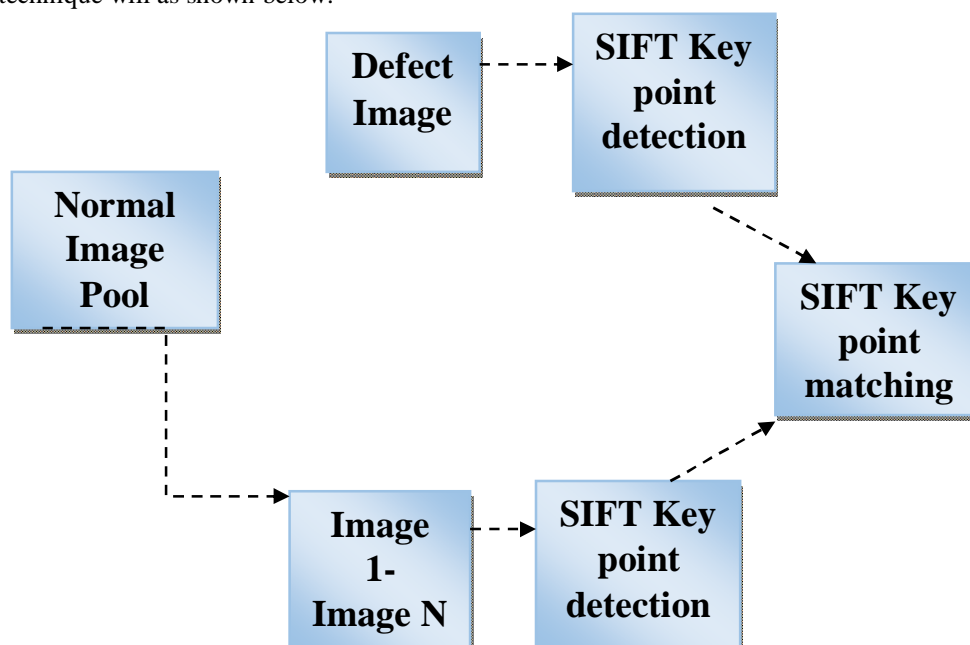 technique will as shown below:
Defect
Image
SIFT Key
point
detection
Normal
Image
Pool
SIFT Key
point
matching
Image
1-
Image N
SIFT Key
point
detection